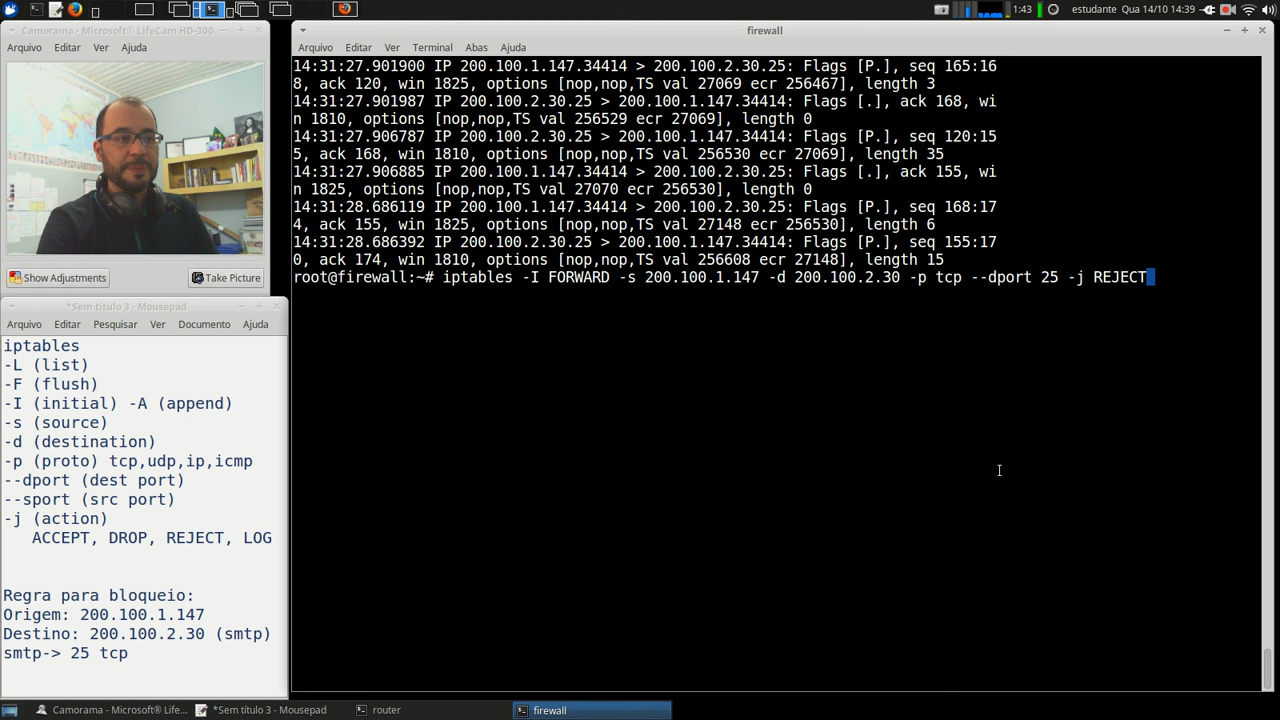 1:43
estudante Qua 14/10 14:39
Camorama - Microsoft® LifeCam HD-300
Arquivo Editar Ver Ajuda
Show Adjustments
Take Picture
*Sem título 3 - Mousepad
Arquivo Editar Pesquisar Ver Documento Ajuda
iptables
-L (list)
-F (flush)
-I (initial) -A (append)
-s (source)
-d (destination)
-p (proto) tcp,udp,ip,icmp
--dport (dest port)
--sport (src port)
-j (action)
ACCEPT, DROP, REJECT, LOG
Regra para bloqueio:
Origem: 200.100.1.147
Destino: 200.100.2.30 (smtp)
smtp-> 25 tcp
firewall
Arquivo Editar Ver Terminal Abas Ajuda
14:31:27.901900 IP 200.100.1.147.34414 > 200.100.2.30.25: Flags [P.], seq 165:16
8, ack 120, win 1825, options [nop,nop,TS val 27069 ecr 256467], length 3
14:31:27.901987 IP 200.100.2.30.25 > 200.100.1.147.34414: Flags [.], ack 168, wi
n 1810, options [nop,nop,TS val 256529 ecr 27069], length 0
14:31:27.906787 IP 200.100.2.30.25 > 200.100.1.147.34414: Flags [P.], seq 120:15
5, ack 168, win 1810, options [nop,nop,TS val 256530 ecr 27069], length 35
14:31:27.906885 IP 200.100.1.147.34414 > 200.100.2.30.25: Flags [.], ack 155, wi
n 1825, options [nop,nop,TS val 27070 ecr 256530], length 0
14:31:28.686119 IP 200.100.1.147.34414 > 200.100.2.30.25: Flags [P.], seq 168:17
4, ack 155, win 1825, options [nop,nop,TS val 27148 ecr 256530], length 6
14:31:28.686392 IP 200.100.2.30.25 > 200.100.1.147.34414: Flags [P.], seq 155:17
0, ack 174, win 1810, options [nop,nop,TS val 256608 ecr 27148], length 15
root@firewall:~# iptables -I FORWARD -s 200.100.1.147 -d 200.100.2.30 -p tcp --dport 25 -j REJECT
Camorama - Microsoft® Life...
*Sem título 3 - Mousepad
router
firewall